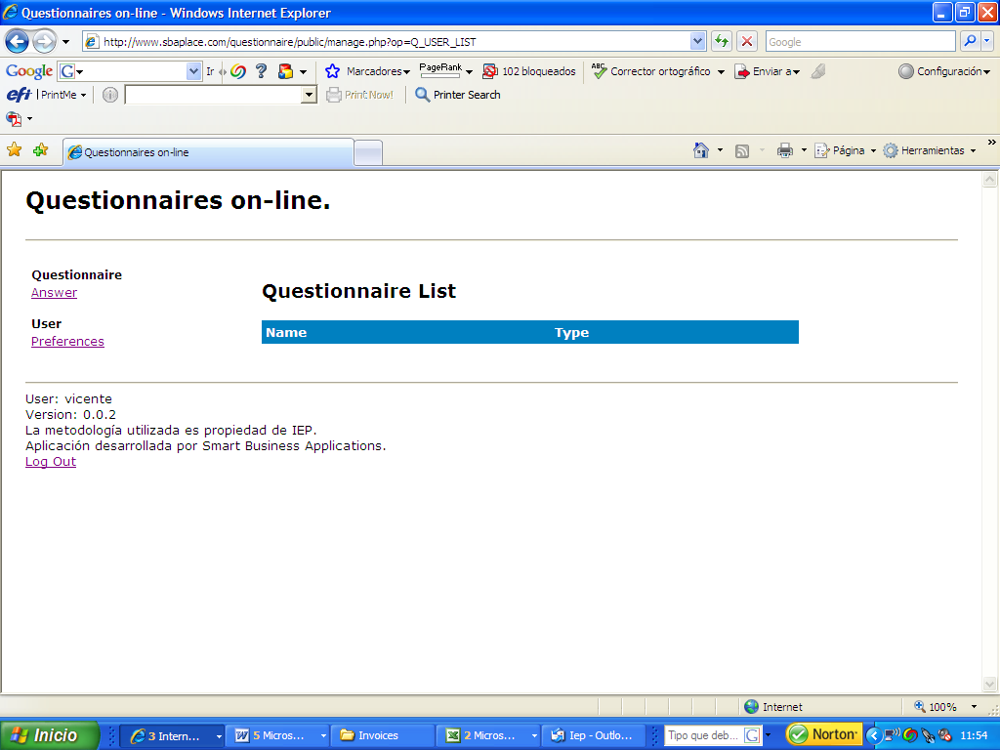 Questionnaires on-line - Windows Internet Explorer
http://www.sbaplace.com/questionnaire/public/manage.php?op=Q_USER_LIST
Google
Google G Ir Marcadores PageRank 102 bloqueados ABC Corrector ortográfico Enviar a Configuración
efi PrintMe Print Now! Printer Search
Questionnaires on-line Página Herramientas »
Questionnaires on-line.
Questionnaire
Answer
User
Preferences
Questionnaire List
Name Type
User: vicente
Version: 0.0.2
La metodología utilizada es propiedad de IEP.
Aplicación desarrollada por Smart Business Applications.
Log Out
Internet 100%
Inicio 3 Intern... 5 Micros... Invoices 2 Micros... Iep - Outlo... Tipo que deb... G Norton 11:54